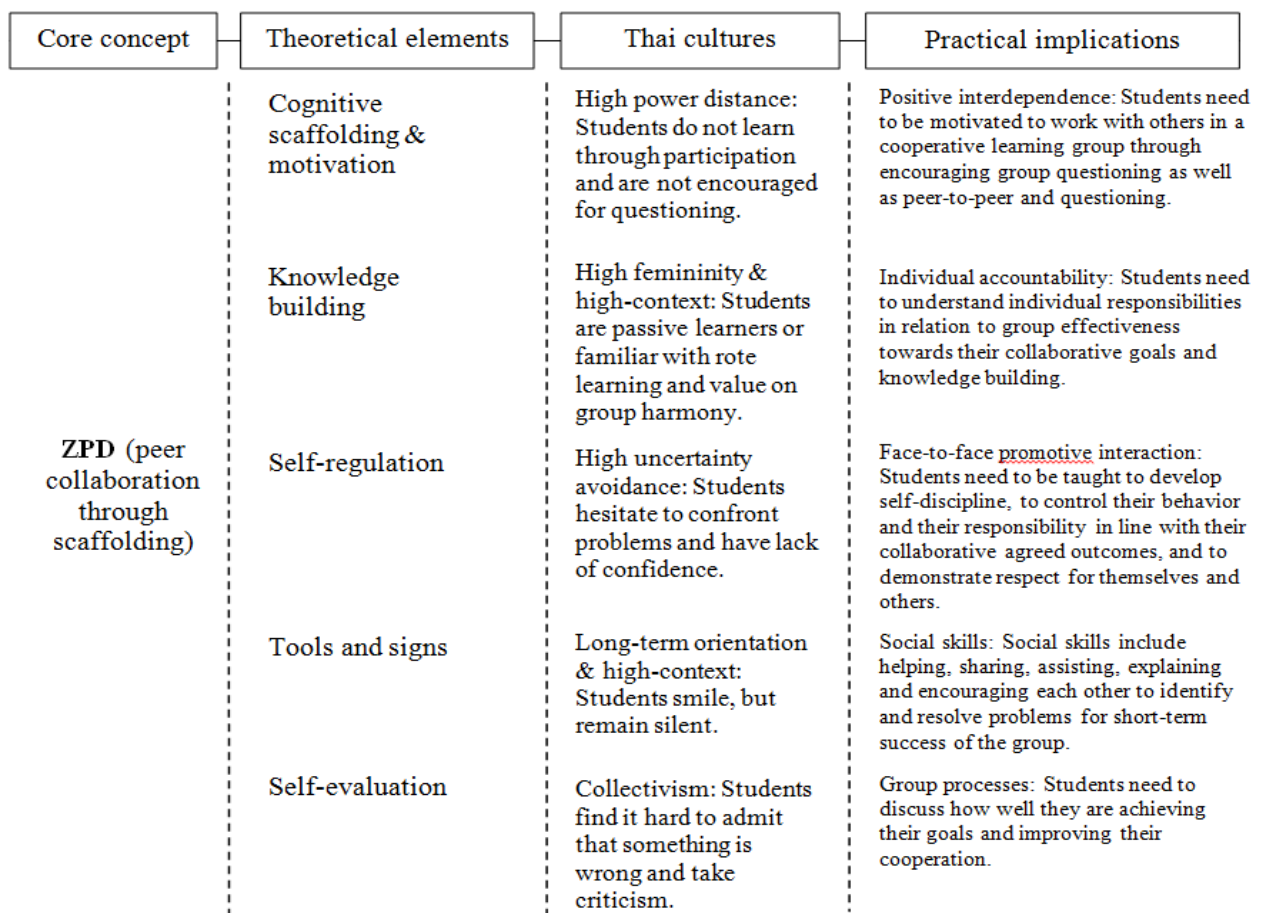 Core concept
Theoretical elements
Thai cultures
Practical implications
ZPD (peer
collaboration
through
scaffolding)
Cognitive
scaffolding &
motivation
High power distance:
Students do not learn
through participation
and are not encouraged
for questioning.
Positive interdependence: Students need
to be motivated to work with others in a
cooperative learning group through
encouraging group questioning as well
as peer-to-peer and questioning.
Knowledge
building
High femininity &
high-context: Students
are passive learners or
familiar with rote
learning and value on
group harmony.
Individual accountability: Students need
to understand individual responsibilities
in relation to group effectiveness
towards their collaborative goals and
knowledge building.
Self-regulation
High uncertainty
avoidance: Students
hesitate to confront
problems and have lack
of confidence.
Face-to-face promotive interaction:
Students need to be taught to develop
self-discipline, to control their behavior
and their responsibility in line with their
collaborative agreed outcomes, and to
demonstrate respect for themselves and
others.
Tools and signs
Long-term orientation
& high-context:
Students smile, but
remain silent.
Social skills: Social skills include
helping, sharing, assisting, explaining
and encouraging each other to identify
and resolve problems for short-term
success of the group.
Self-evaluation
Collectivism: Students
find it hard to admit
that something is
wrong and take
criticism.
Group processes: Students need to
discuss how well they are achieving
their goals and improving their
cooperation.